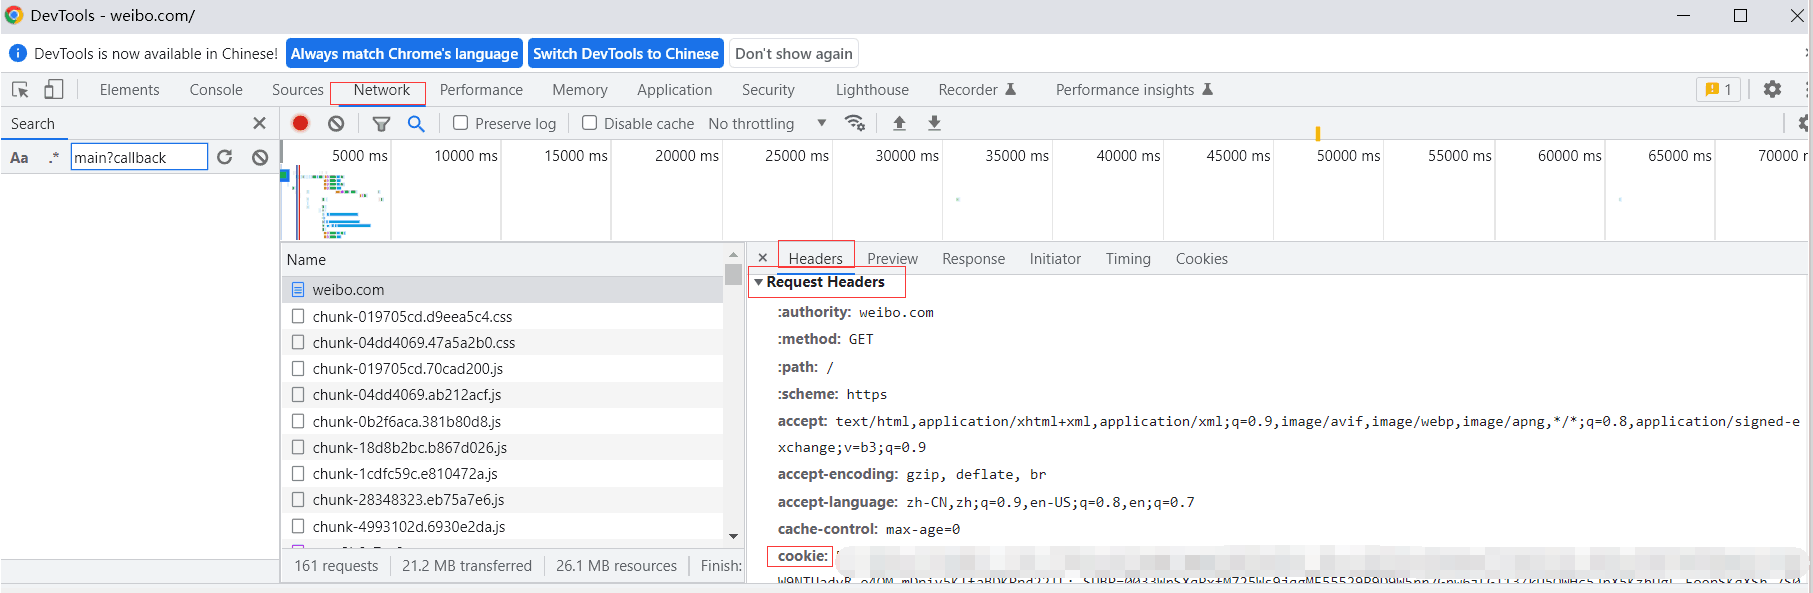 DevTools - weibo.com/
DevTools is now available in Chinese! Always match Chrome's language Switch DevTools to Chinese Don't show again
Elements Console Sources Network Performance Memory Application Security Lighthouse Recorder Performance insights 1
Search
Preserve log Disable cache No throttling
Aa .* main?callback
5000 ms 10000 ms 15000 ms 20000 ms 25000 ms 30000 ms 35000 ms 40000 ms 45000 ms 50000 ms 55000 ms 60000 ms 65000 ms 70000
Name
weibo.com
chunk-019705cd.d9eea5c4.css
chunk-04dd4069.47a5a2b0.css
chunk-019705cd.70cad200.js
chunk-04dd4069.ab212acf.js
chunk-0b2f6aca.381b80d8.js
chunk-18d8b2bc.b867d026.js
chunk-1cdfc59c.e810472a.js
chunk-28348323.eb75a7e6.js
chunk-4993102d.6930e2da.js
161 requests 21.2 MB transferred 26.1 MB resources Finish:
Headers Preview Response Initiator Timing Cookies
Request Headers
:authority: weibo.com
:method: GET
:path: /
:scheme: https
accept: text/html,application/xhtml+xml,application/xml;q=0.9,image/avif,image/webp,image/apng,*/*;q=0.8,application/signed-e
xchange;v=b3;q=0.9
accept-encoding: gzip, deflate, br
accept-language: zh-CN,zh;q=0.9,en-US;q=0.8,en;q=0.7
cache-control: max-age=0
cookie: